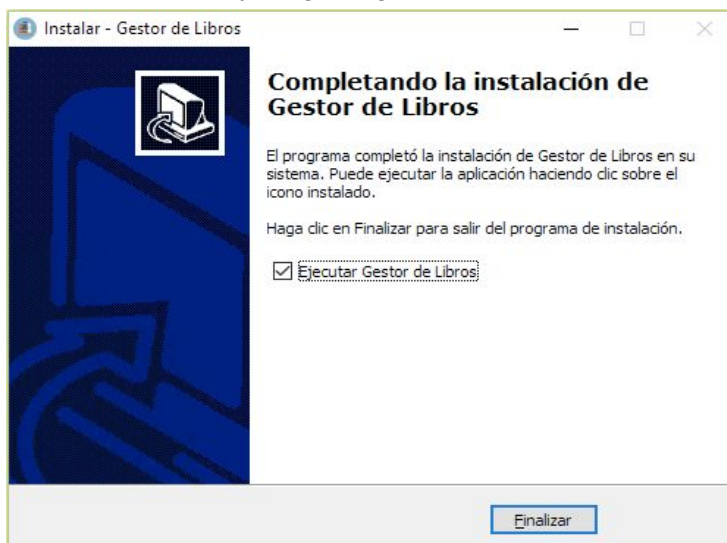 Instalar - Gestor de Libros
Completando la instalación de
Gestor de Libros
El programa completó la instalación de Gestor de Libros en su
sistema. Puede ejecutar la aplicación haciendo clic sobre el
icono instalado.
Haga clic en Finalizar para salir del programa de instalación.
Ejecutar Gestor de Libros
Finalizar